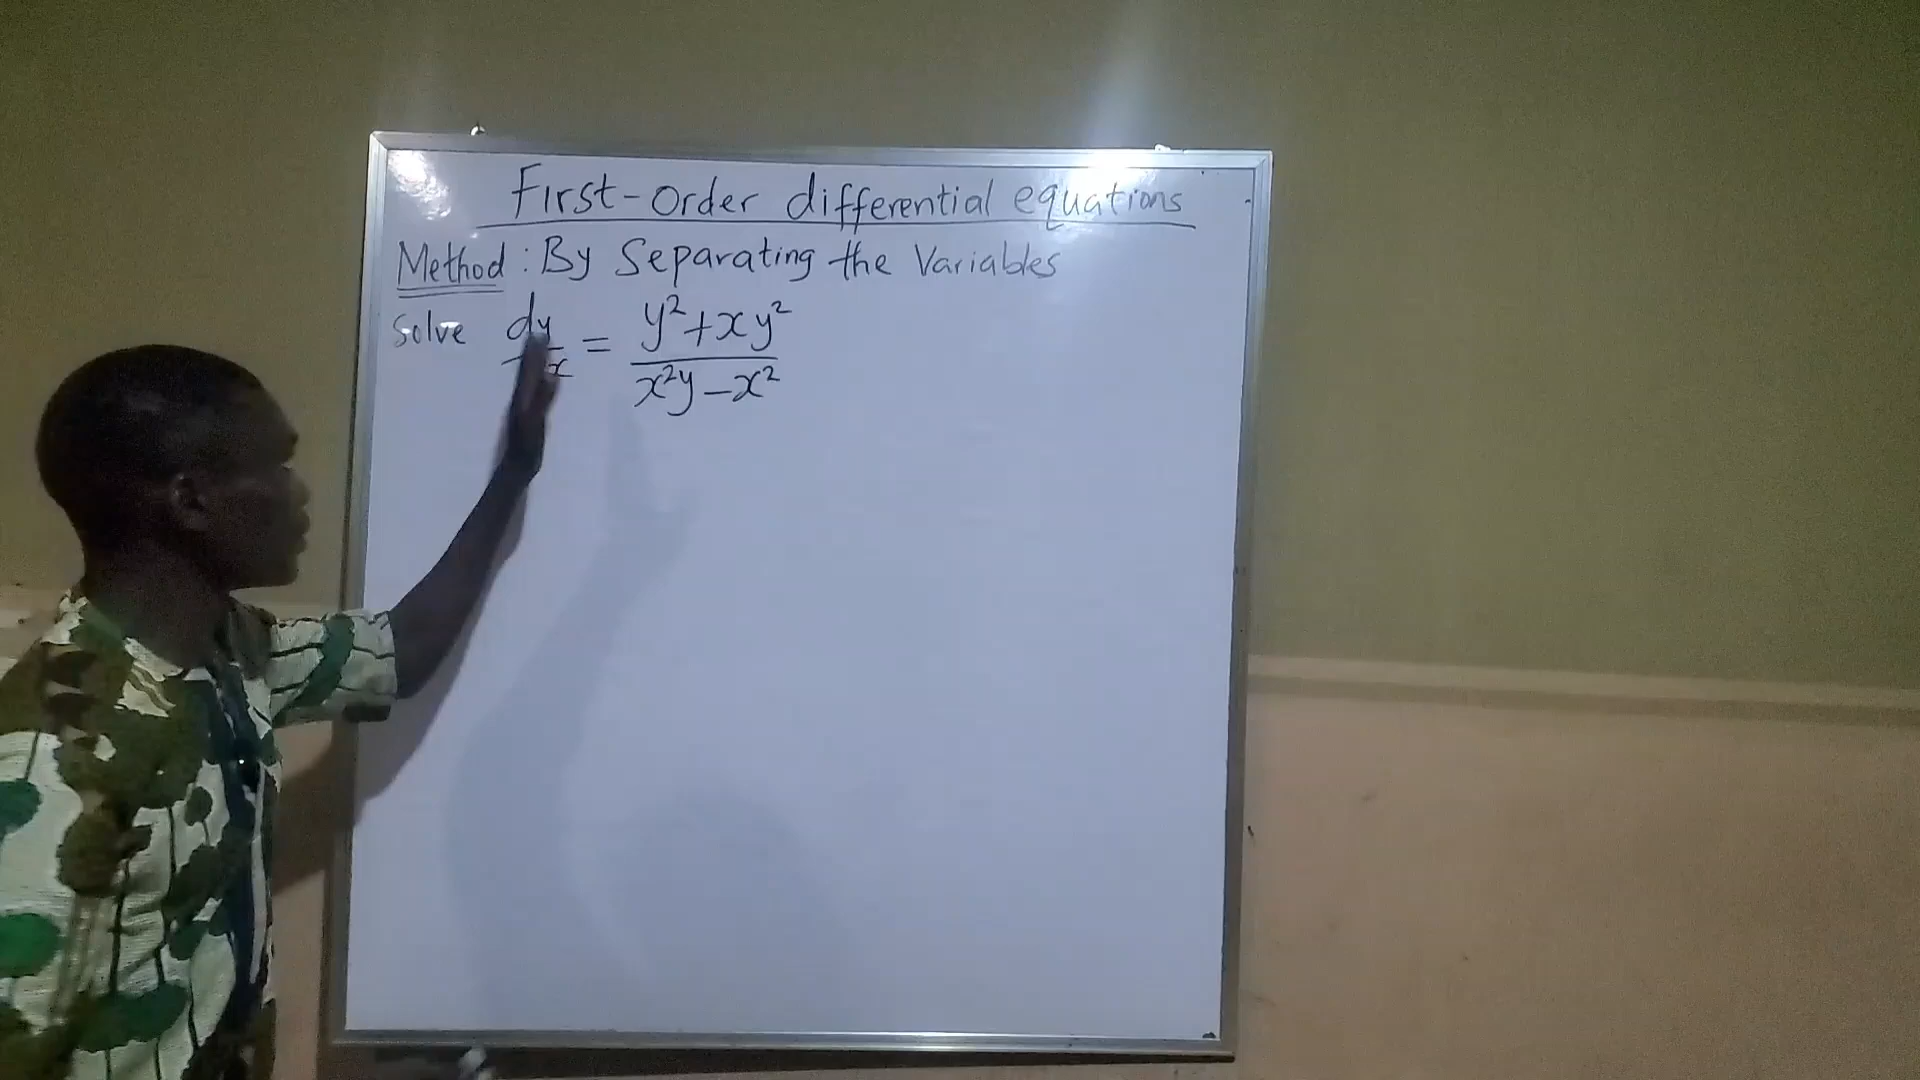 First-Order differential equations
Method: By Separating the Variables
Solve dy/dx = (y²+xy²)/(x²y−x²)